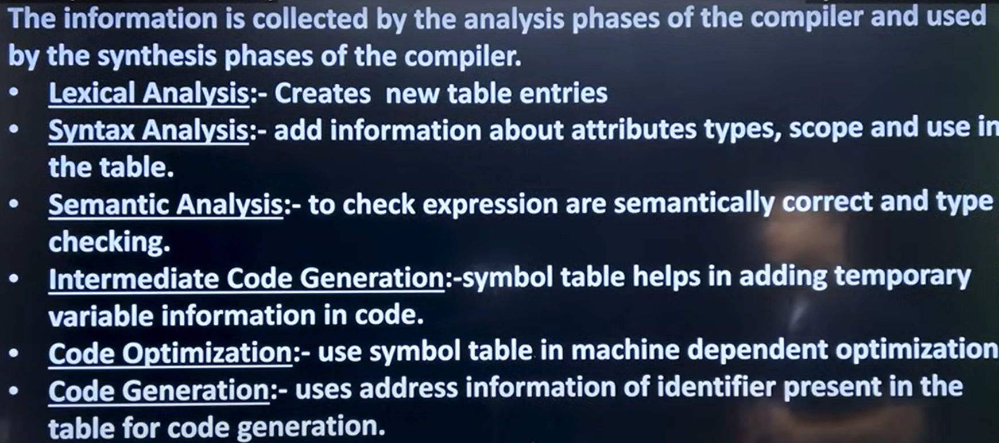 The information is collected by the analysis phases of the compiler and used
by the synthesis phases of the compiler.
• Lexical Analysis:- Creates  new table entries
• Syntax Analysis:- add information about attributes types, scope and use in
the table.
• Semantic Analysis:- to check expression are semantically correct and type
checking.
• Intermediate Code Generation:-symbol table helps in adding temporary
variable information in code.
• Code Optimization:- use symbol table in machine dependent optimization
• Code Generation:- uses address information of identifier present in the
table for code generation.